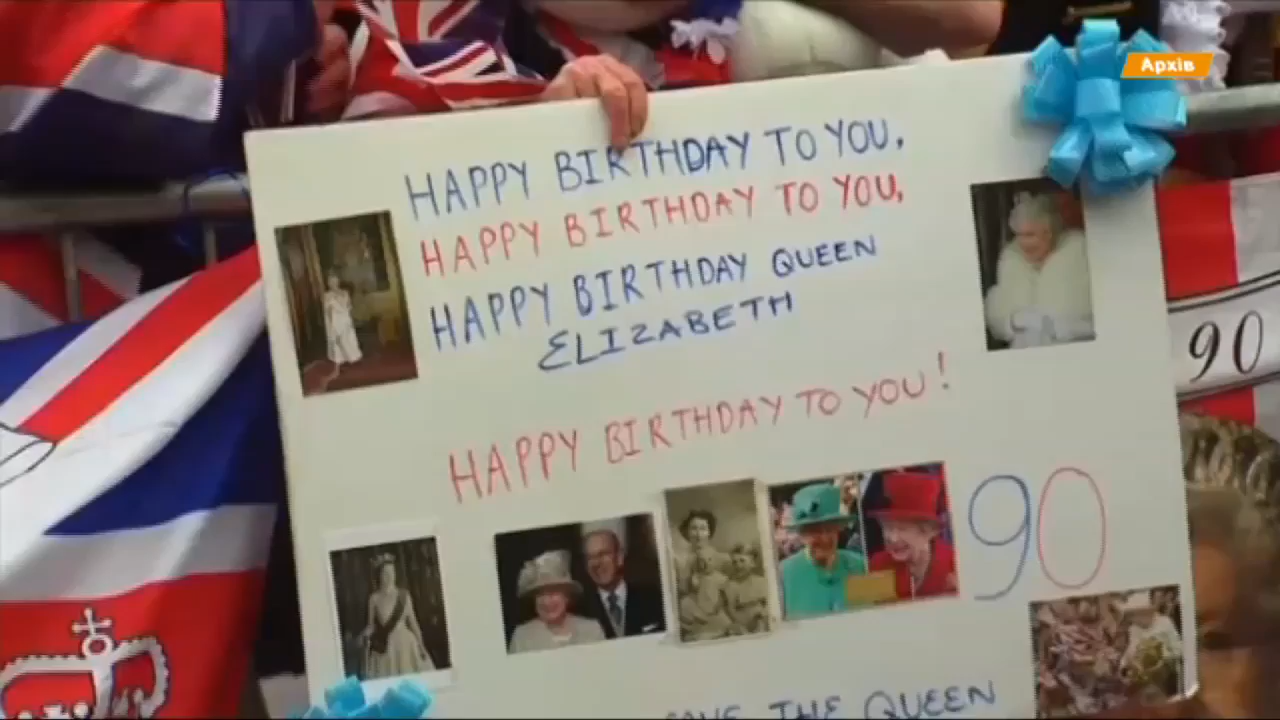 Архів
HAPPY BIRTHDAY TO YOU,
HAPPY BIRTHDAY TO YOU,
HAPPY BIRTHDAY QUEEN
ELIZABETH
HAPPY BIRTHDAY TO YOU!
90
90
THE QUEEN